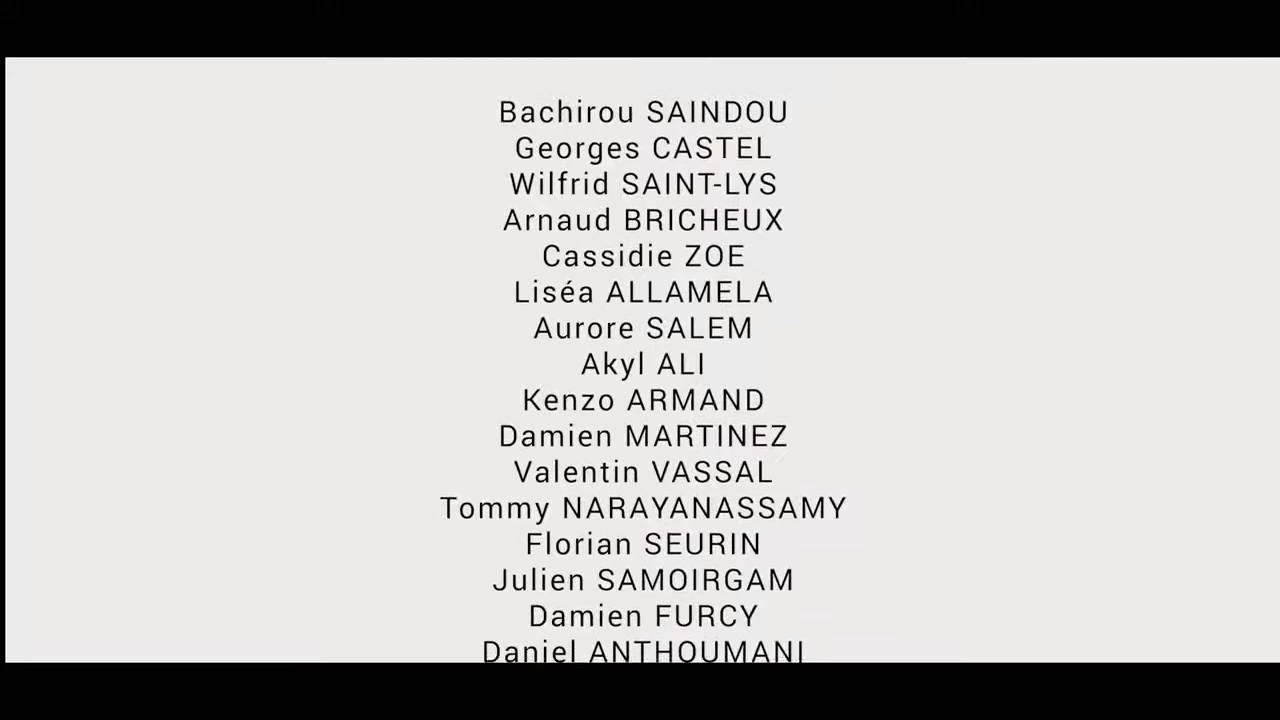 Bachirou SAINDOU
Georges CASTEL
Wilfrid SAINT-LYS
Arnaud BRICHEUX
Cassidie ZOE
Liséa ALLAMELA
Aurore SALEM
Akyl ALI
Kenzo ARMAND
Damien MARTINEZ
Valentin VASSAL
Tommy NARAYANASSAMY
Florian SEURIN
Julien SAMOIRGAM
Damien FURCY
Daniel ANTHOUMANI